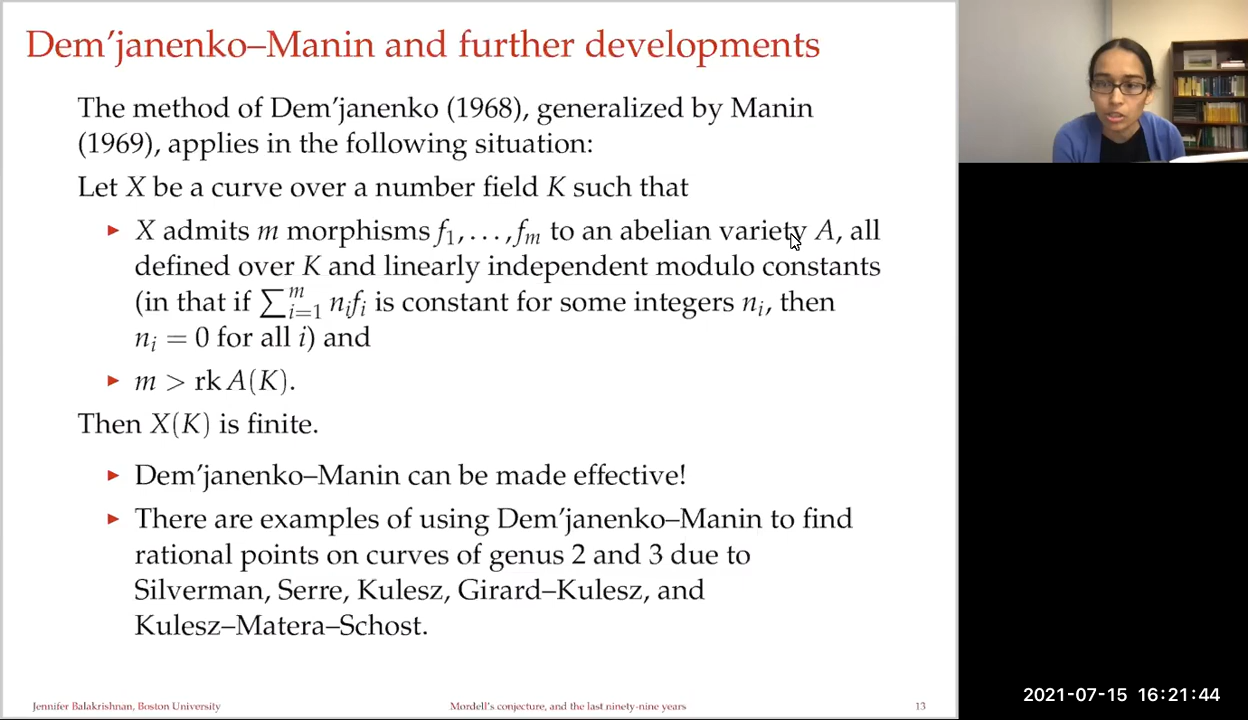 Dem'janenko–Manin and further developments
The method of Dem'janenko (1968), generalized by Manin
(1969), applies in the following situation:
Let X be a curve over a number field K such that
▶ X admits m morphisms f₁, . . . , fₘ to an abelian variety A, all
defined over K and linearly independent modulo constants
(in that if ∑ᵢ₌₁ᵐ nᵢfᵢ is constant for some integers nᵢ, then
nᵢ = 0 for all i) and
▶ m > rk A(K).
Then X(K) is finite.
▶ Dem'janenko–Manin can be made effective!
▶ There are examples of using Dem'janenko–Manin to find
rational points on curves of genus 2 and 3 due to
Silverman, Serre, Kulesz, Girard–Kulesz, and
Kulesz–Matera–Schost.
Jennifer Balakrishnan, Boston University
Mordell's conjecture, and the last ninety-nine years
13
2021-07-15 16:21:44